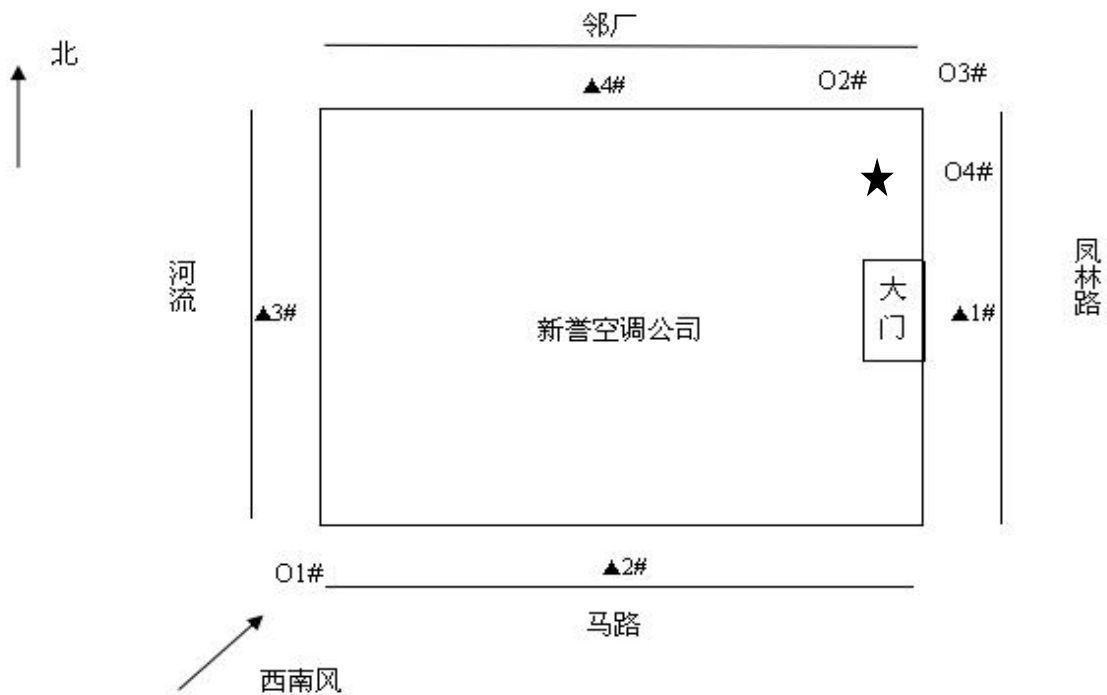 邻厂
北
▲4#
O2#
O3#
★
O4#
河流
▲3#
新誉空调公司
大门
▲1#
凤林路
O1#
▲2#
马路
西南风